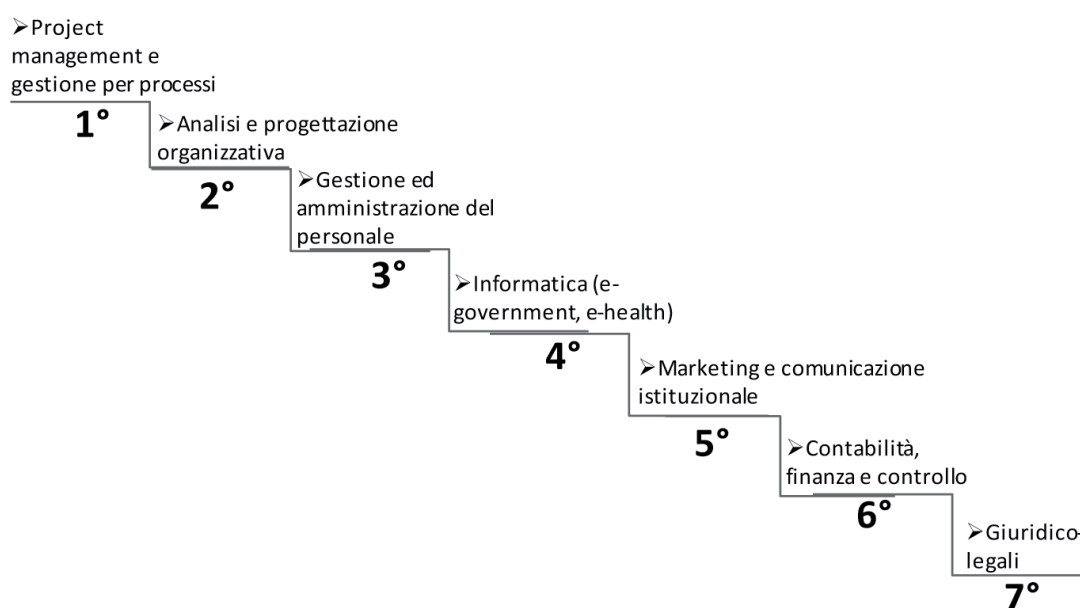 ➢Project
management e
gestione per processi
1°
➢Analisi e progettazione
organizzativa
2°
➢Gestione ed
amministrazione del
personale
3°
➢Informatica (e-
government, e-health)
4°
➢Marketing e comunicazione
istituzionale
5°
➢Contabilità,
finanza e controllo
6°
➢Giuridico-
legali
7°